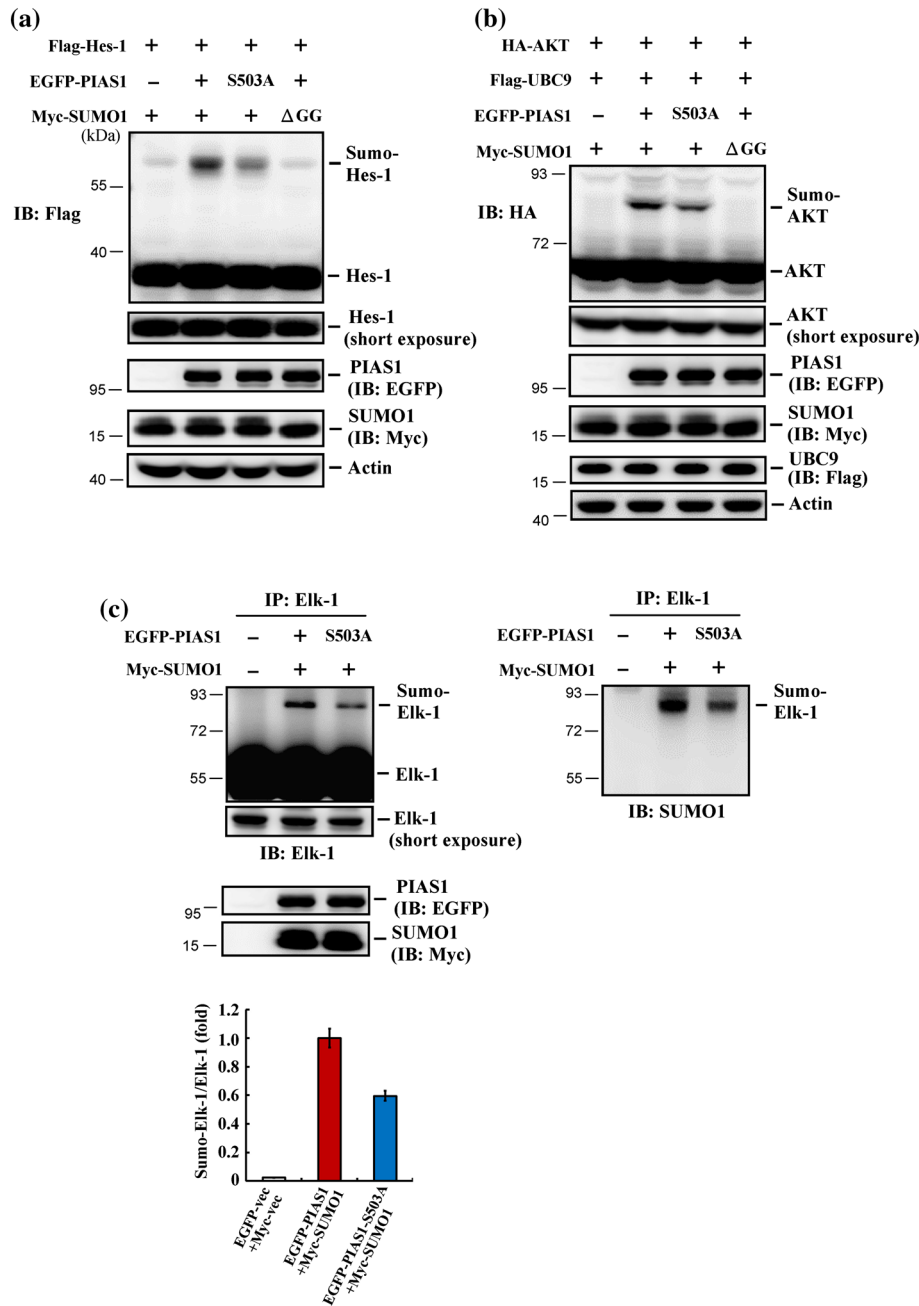 (a)
Flag-Hes-1 + + + +
EGFP-PIAS1 – + S503A +
Myc-SUMO1 + + + ΔGG
(kDa)
Sumo-
Hes-1
55
IB: Flag
40
Hes-1
Hes-1
(short exposure)
PIAS1
(IB: EGFP)
95
SUMO1
(IB: Myc)
15
Actin
40
(b)
HA-AKT + + + +
Flag-UBC9 + + + +
EGFP-PIAS1 – + S503A +
Myc-SUMO1 + + + ΔGG
93
Sumo-
AKT
IB: HA
72
AKT
AKT
(short exposure)
PIAS1
(IB: EGFP)
95
SUMO1
(IB: Myc)
15
UBC9
(IB: Flag)
15
Actin
40
(c)
IP: Elk-1
EGFP-PIAS1 – + S503A
Myc-SUMO1 – + +
93
Sumo-
Elk-1
72
55
Elk-1
Elk-1
(short exposure)
IB: Elk-1
PIAS1
(IB: EGFP)
95
SUMO1
(IB: Myc)
15
IP: Elk-1
EGFP-PIAS1 – + S503A
Myc-SUMO1 – + +
93
Sumo-
Elk-1
72
55
IB: SUMO1
Sumo-Elk-1/Elk-1 (fold)
1.2
1.0
0.8
0.6
0.4
0.2
0
EGFP-vec
+Myc-vec
EGFP-PIAS1
+Myc-SUMO1
EGFP-PIAS1-S503A
+Myc-SUMO1